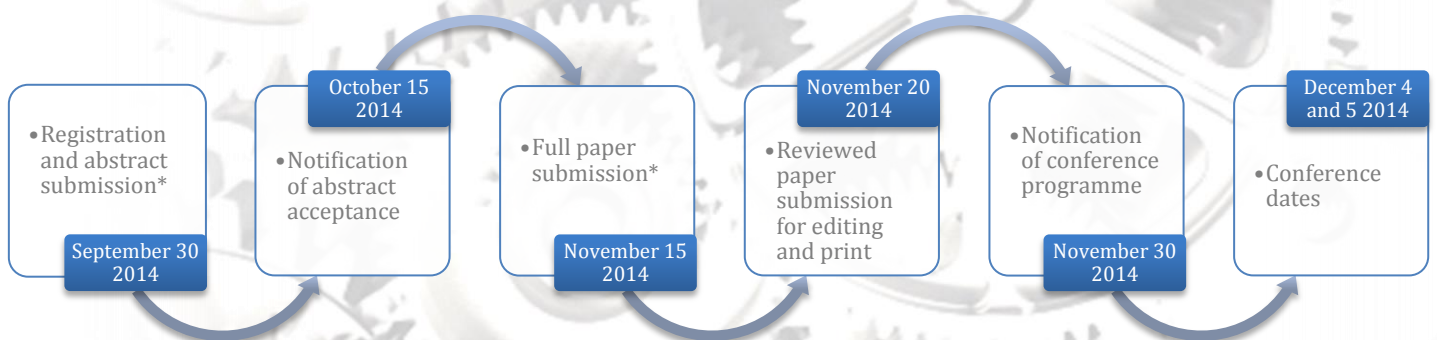 •Registration
and abstract
submission*
September 30
2014
October 15
2014
•Notification
of abstract
acceptance
•Full paper
submission*
November 15
2014
November 20
2014
•Reviewed
paper
submission
for editing
and print
•Notification
of conference
programme
November 30
2014
December 4
and 5 2014
•Conference
dates